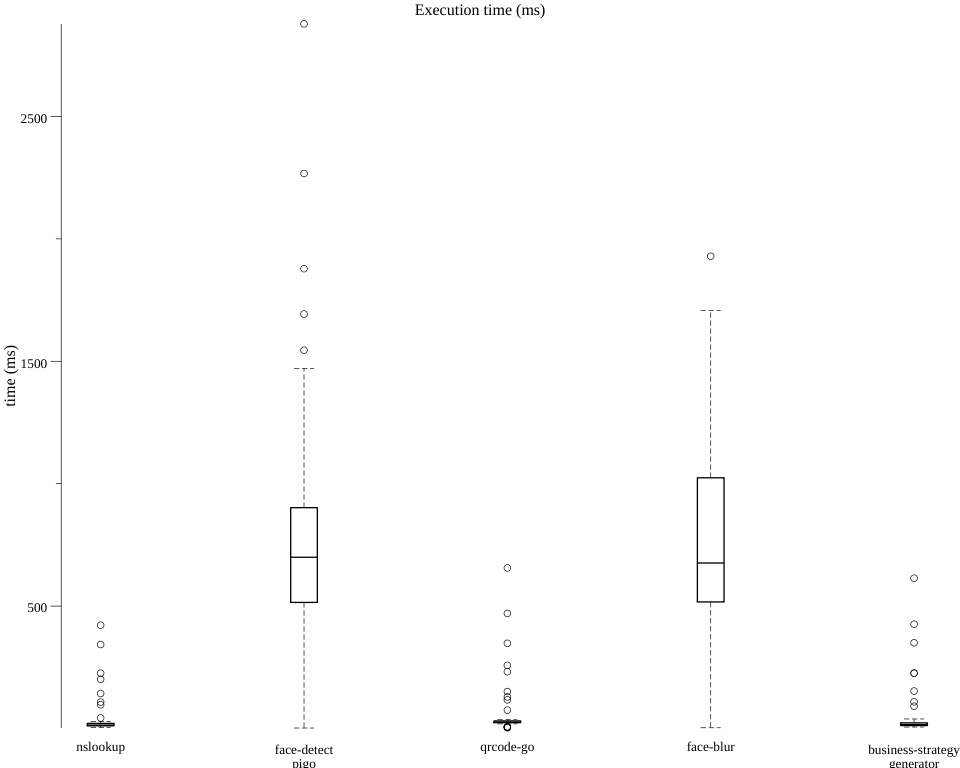 Execution time (ms)
2500
1500
500
time (ms)
nslookup
face-detect
pigo
qrcode-go
face-blur
business-strategy
generator